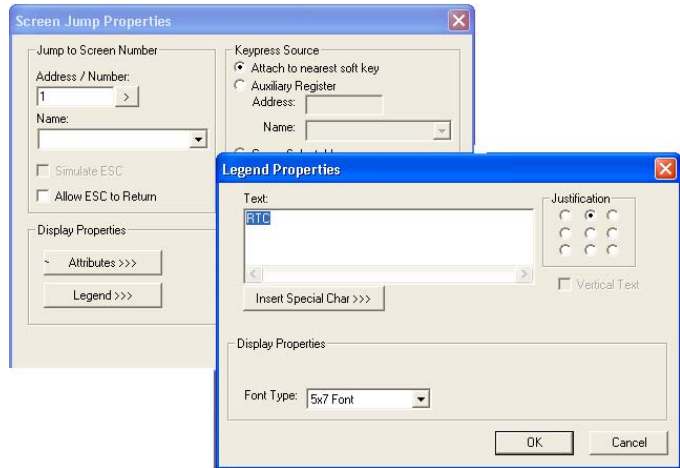 Screen Jump Properties
Jump to Screen Number
Address / Number:
1
>
Name:
Simulate ESC
Allow ESC to Return
Keypress Source
Attach to nearest soft key
Auxiliary Register
Address:
Name:
Display Properties
~ Attributes >>>
Legend >>>
Legend Properties
Text:
RTC
Insert Special Char >>>
Justification
Vertical Text
Display Properties
Font Type: 5x7 Font
OK Cancel